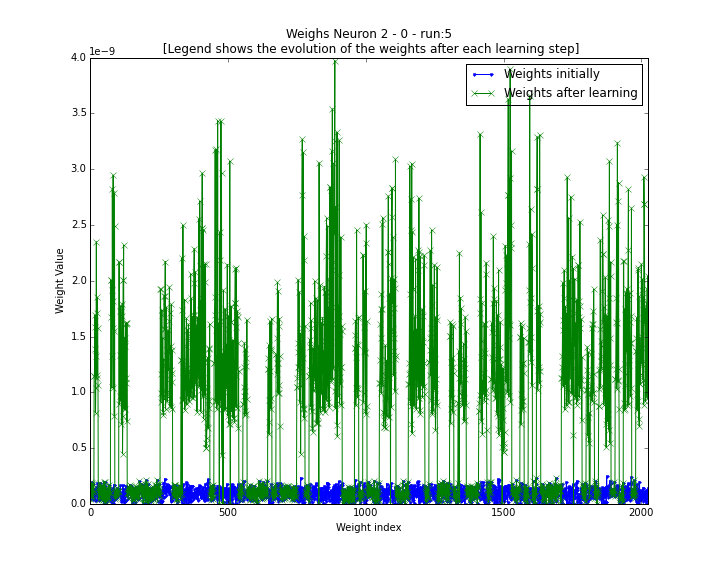 Weighs Neuron 2 - 0 - run:5
[Legend shows the evolution of the weights after each learning step]
1e−9
Weights initially
Weights after learning
4.0
3.5
3.0
2.5
2.0
1.5
1.0
0.5
0.0
Weight Value
0 500 1000 1500 2000
Weight index